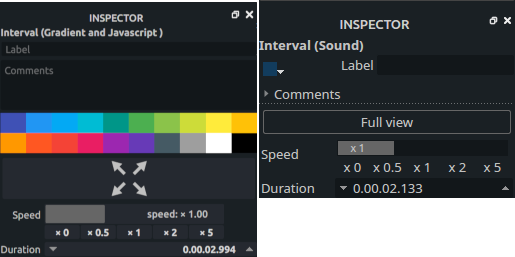 INSPECTOR
Interval (Gradient and Javascript )
Label
Comments
Speed
speed: × 1.00
× 0 × 0.5 × 1 × 2 × 5
Duration
0.00.02.994
INSPECTOR
Interval (Sound)
Label
Comments
Full view
Speed
x 1
x 0 x 0.5 x 1 x 2 x 5
Duration
0.00.02.133